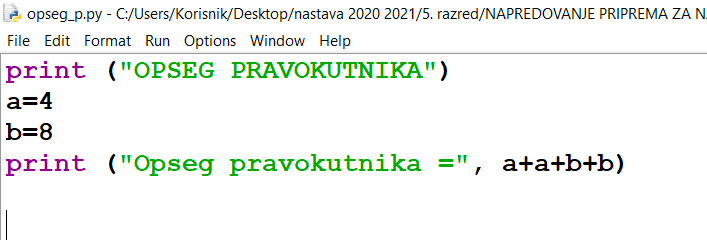 opseg_p.py - C:/Users/Korisnik/Desktop/nastava 2020 2021/5. razred/NAPREDOVANJE PRIPREMA ZA
File Edit Format Run Options Window Help
print ("OPSEG PRAVOKUTNIKA")
a=4
b=8
print ("Opseg pravokutnika =", a+a+b+b)